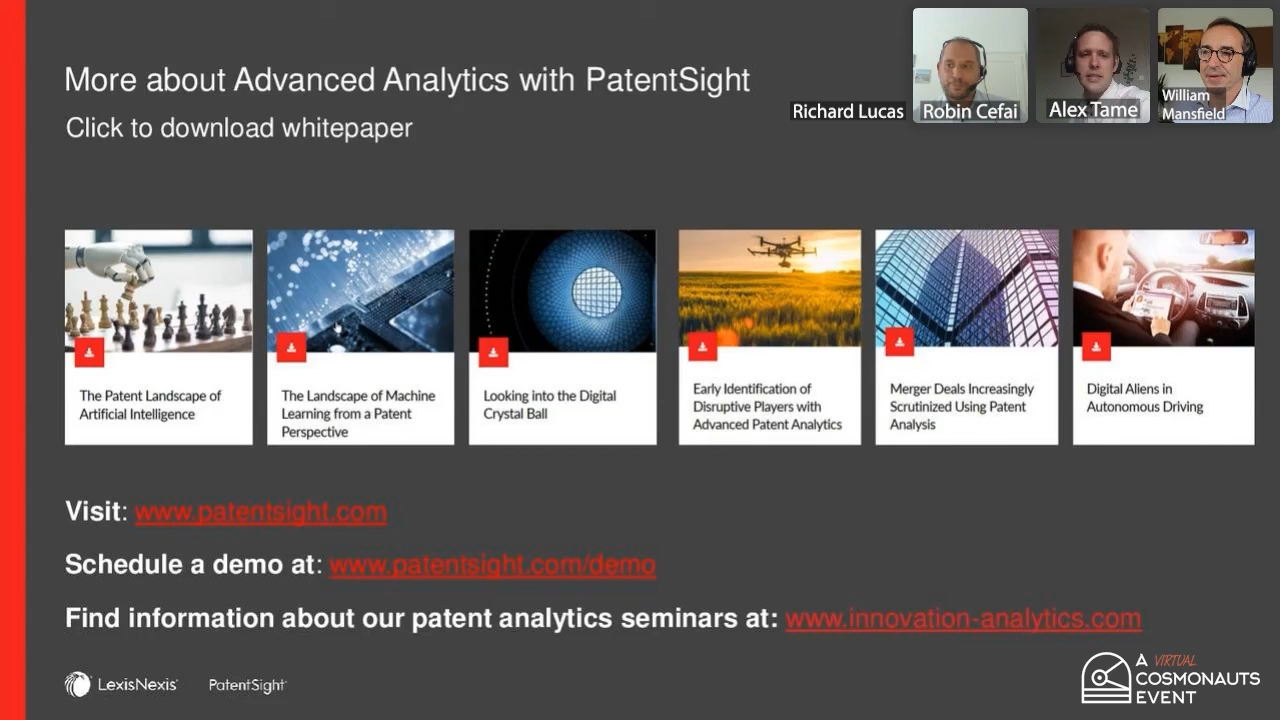 More about Advanced Analytics with PatentSight
Click to download whitepaper
Richard Lucas
Robin Cefai
Alex Tame
William
Mansfield
The Patent Landscape of
Artificial Intelligence
The Landscape of Machine
Learning from a Patent
Perspective
Looking into the Digital
Crystal Ball
Early Identification of
Disruptive Players with
Advanced Patent Analytics
Merger Deals Increasingly
Scrutinized Using Patent
Analysis
Digital Aliens in
Autonomous Driving
Visit: www.patentsight.com
Schedule a demo at: www.patentsight.com/demo
Find information about our patent analytics seminars at: www.innovation-analytics.com
LexisNexis PatentSight
A VIRTUAL
COSMONAUTS
EVENT